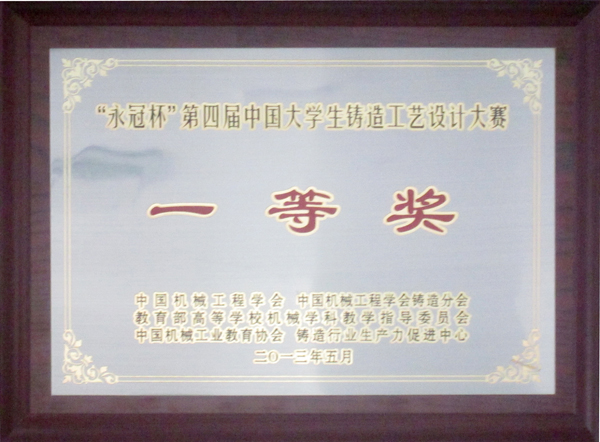 “永冠杯”第四届中国大学生铸造工艺设计大赛
一等奖
中国机械工程学会 中国机械工程学会铸造分会
教育部高等学校机械学科教学指导委员会
中国机械工业教育协会 铸造行业生产力促进中心
二〇一三年五月